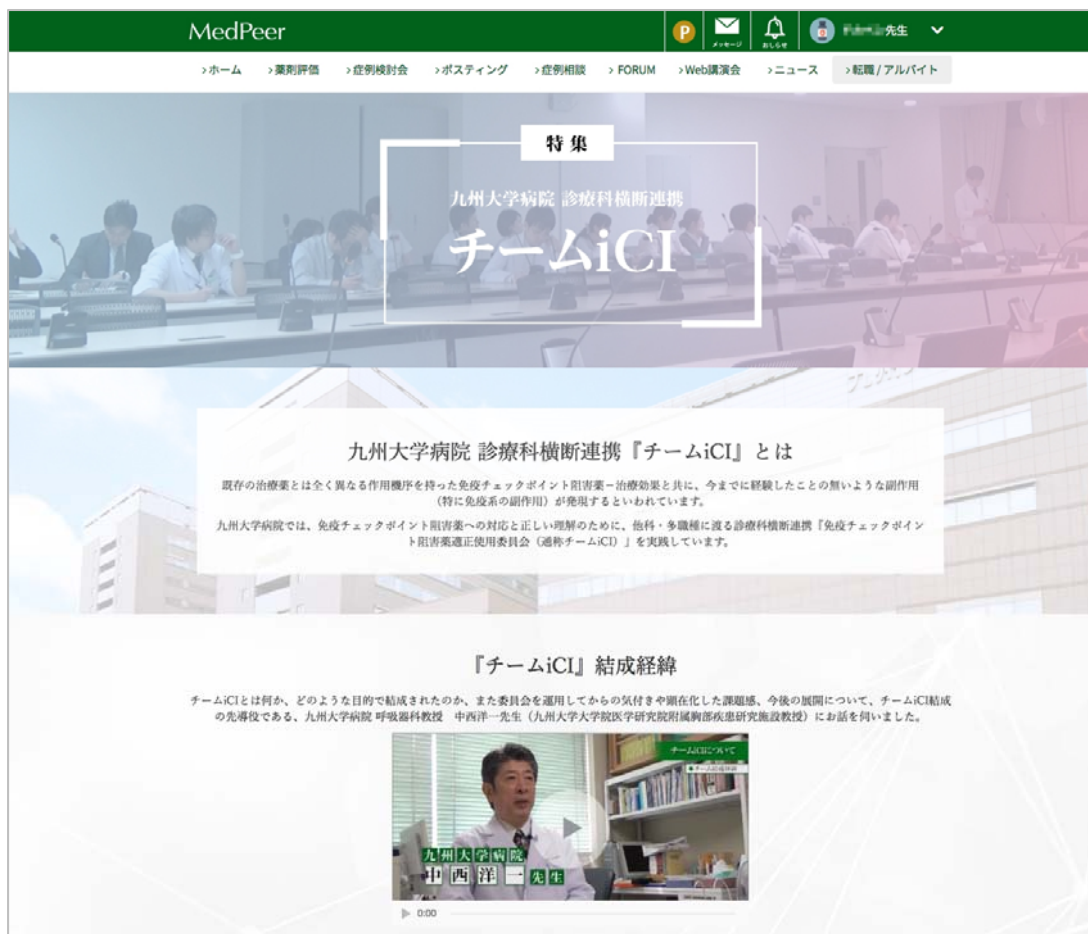 MedPeer
P
メッセージ
おしらせ
先生
›ホーム ›薬剤評価 ›症例検討会 ›ポスティング ›症例相談 › FORUM ›Web講演会 ›ニュース ›転職 / アルバイト
特集
九州大学病院 診療科横断連携
チームiCI
九州大学病院 診療科横断連携『チームiCI』とは
既存の治療薬とは全く異なる作用機序を持った免疫チェックポイント阻害薬－治療効果と共に、今までに経験したことの無いような副作用
（特に免疫系の副作用）が発現するといわれています。
九州大学病院では、免疫チェックポイント阻害薬への対応と正しい理解のために、他科・多職種に渡る診療科横断連携『免疫チェックポイン
ト阻害薬適正使用委員会（通称チームiCI）」を実践しています。
『チームiCI』結成経緯
チームiCIとは何か、どのような目的で結成されたのか、また委員会を運用してからの気付きや顕在化した課題感、今後の展開について、チームiCI結成
の先導役である、九州大学病院 呼吸器科教授　中西洋一先生（九州大学大学院医学研究院附属胸部疾患研究施設教授）にお話を伺いました。
チームiCIについて
九州大学病院
中西洋一先生
0:00